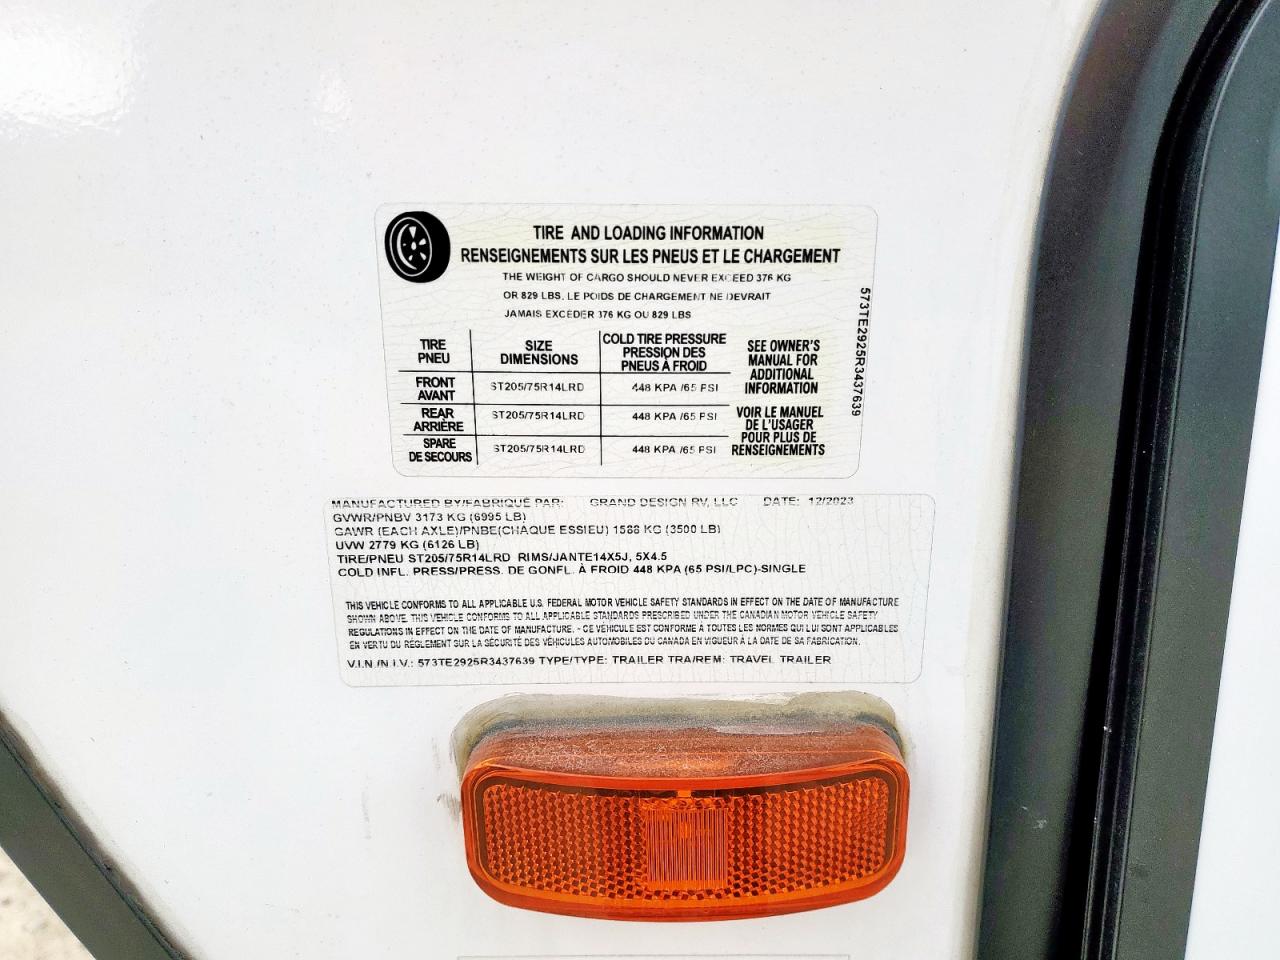 TIRE AND LOADING INFORMATION
RENSEIGNEMENTS SUR LES PNEUS ET LE CHARGEMENT
THE WEIGHT OF CARGO SHOULD NEVER EXCEED 376 KG
OR 829 LBS. LE POIDS DE CHARGEMENT NE DEVRAIT
JAMAIS EXCÉDER 376 KG OU 829 LBS
TIRE PNEU SIZE DIMENSIONS COLD TIRE PRESSURE PRESSION DES PNEUS À FROID
FRONT AVANT ST205/75R14LRD 448 KPA /65 PSI
REAR ARRIÈRE ST205/75R14LRD 448 KPA /65 PSI
SPARE DE SECOURS ST205/75R14LRD 448 KPA /65 PSI
SEE OWNER'S
MANUAL FOR
ADDITIONAL
INFORMATION
VOIR LE MANUEL
DE L'USAGER
POUR PLUS DE
RENSEIGNEMENTS
573TE2925R3437639
MANUFACTURED BY/FABRIQUÉ PAR: GRAND DESIGN RV, LLC DATE: 12/2023
GVWR/PNBV 3173 KG (6995 LB)
GAWR (EACH AXLE)/PNBE(CHAQUE ESSIEU) 1588 KG (3500 LB)
UVW 2779 KG (6126 LB)
TIRE/PNEU ST205/75R14LRD RIMS/JANTE14X5J, 5X4.5
COLD INFL. PRESS/PRESS. DE GONFL. À FROID 448 KPA (65 PSI/LPC)-SINGLE
THIS VEHICLE CONFORMS TO ALL APPLICABLE U.S. FEDERAL MOTOR VEHICLE SAFETY STANDARDS IN EFFECT ON THE DATE OF MANUFACTURE
SHOWN ABOVE. THIS VEHICLE CONFORMS TO ALL APPLICABLE STANDARDS PRESCRIBED UNDER THE CANADIAN MOTOR VEHICLE SAFETY
REGULATIONS IN EFFECT ON THE DATE OF MANUFACTURE. - CE VÉHICULE EST CONFORME À TOUTES LES NORMES QUI LUI SONT APPLICABLES
EN VERTU DU RÈGLEMENT SUR LA SÉCURITÉ DES VÉHICULES AUTOMOBILES DU CANADA EN VIGUEUR À LA DATE DE SA FABRICATION.
V.I.N./N.I.V.: 573TE2925R3437639 TYPE/TYPE: TRAILER TRA/REM: TRAVEL TRAILER